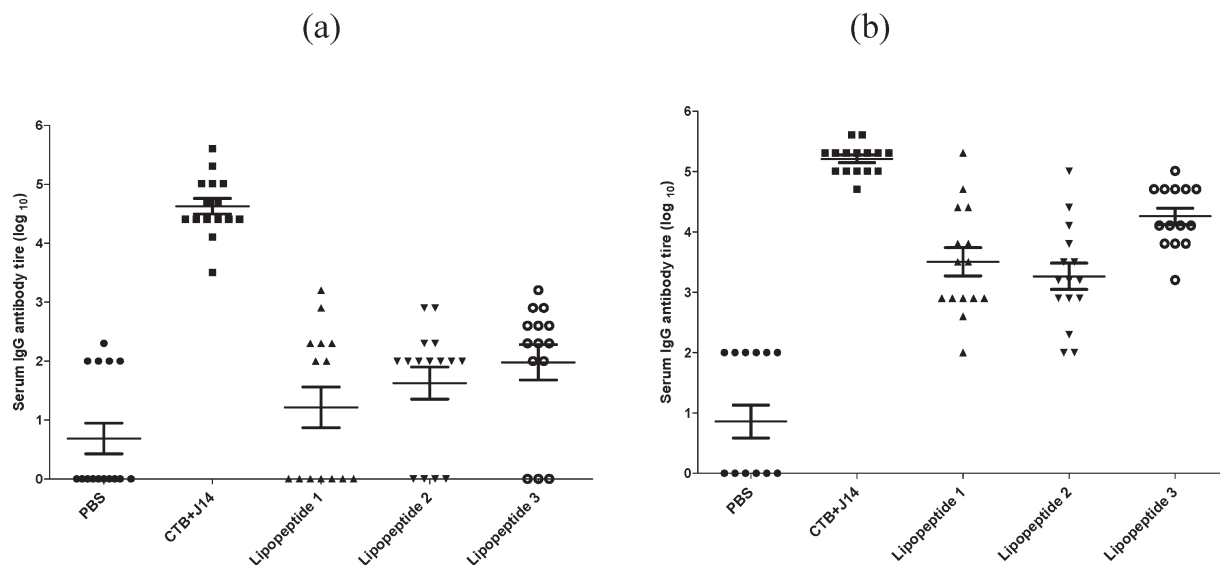 (a)
Serum IgG antibody tire (log 10)
6
5
4
3
2
1
0
PBS
CTB+J14
Lipopeptide 1
Lipopeptide 2
Lipopeptide 3
(b)
Serum IgG antibody tire (log 10)
6
5
4
3
2
1
0
PBS
CTB+J14
Lipopeptide 1
Lipopeptide 2
Lipopeptide 3